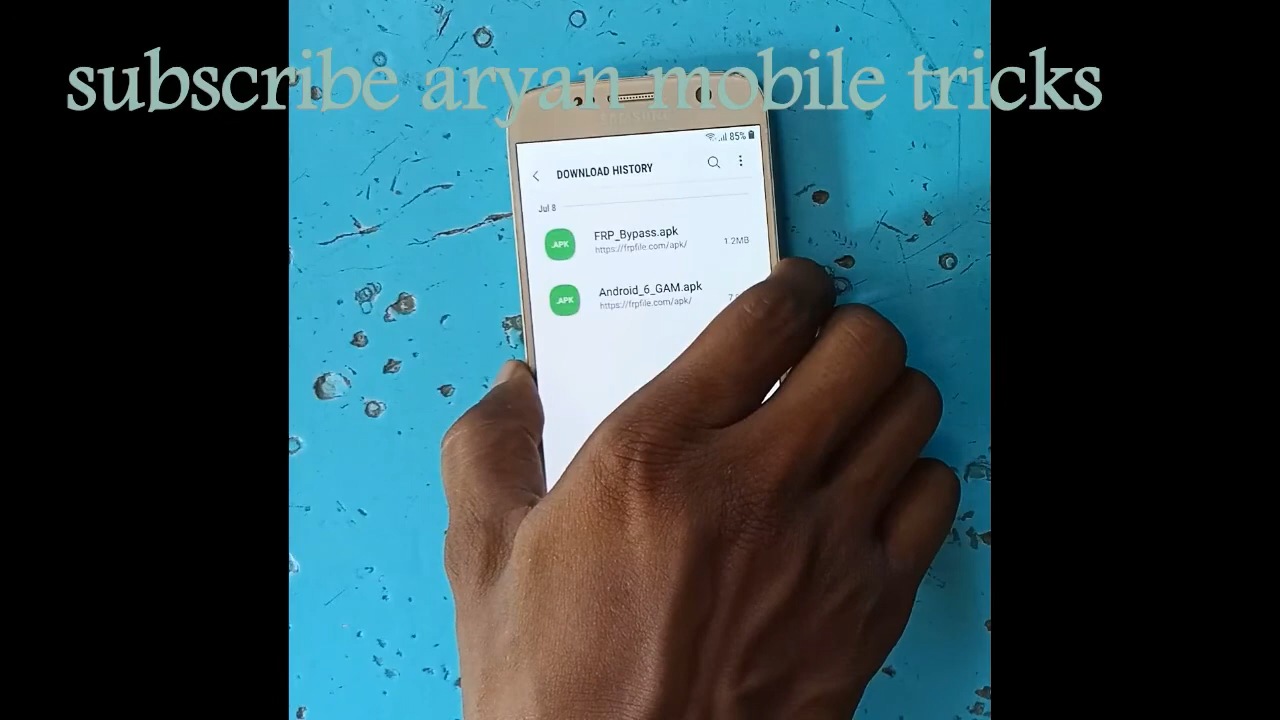 subscribe aryan mobile tricks
SAMSUNG
85%
DOWNLOAD HISTORY
Jul 8
.APK
FRP_Bypass.apk
https://frpfile.com/apk/
1.2MB
.APK
Android_6_GAM.apk
https://frpfile.com/apk/